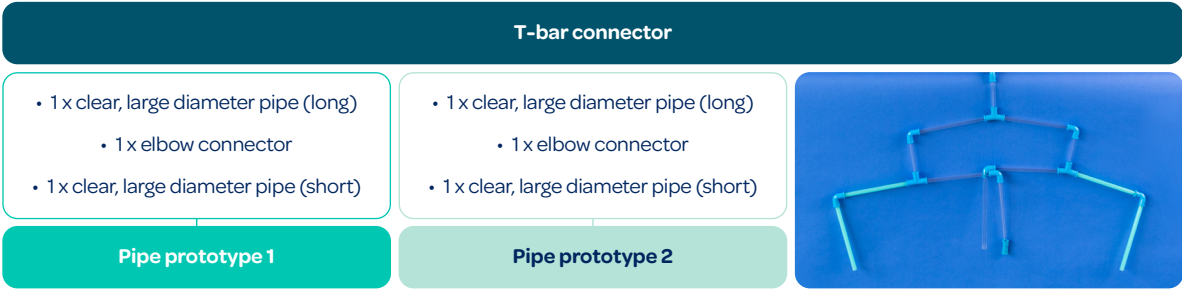 T-bar connector
• 1 x clear, large diameter pipe (long)
• 1 x elbow connector
• 1 x clear, large diameter pipe (short)
Pipe prototype 1
• 1 x clear, large diameter pipe (long)
• 1 x elbow connector
• 1 x clear, large diameter pipe (short)
Pipe prototype 2